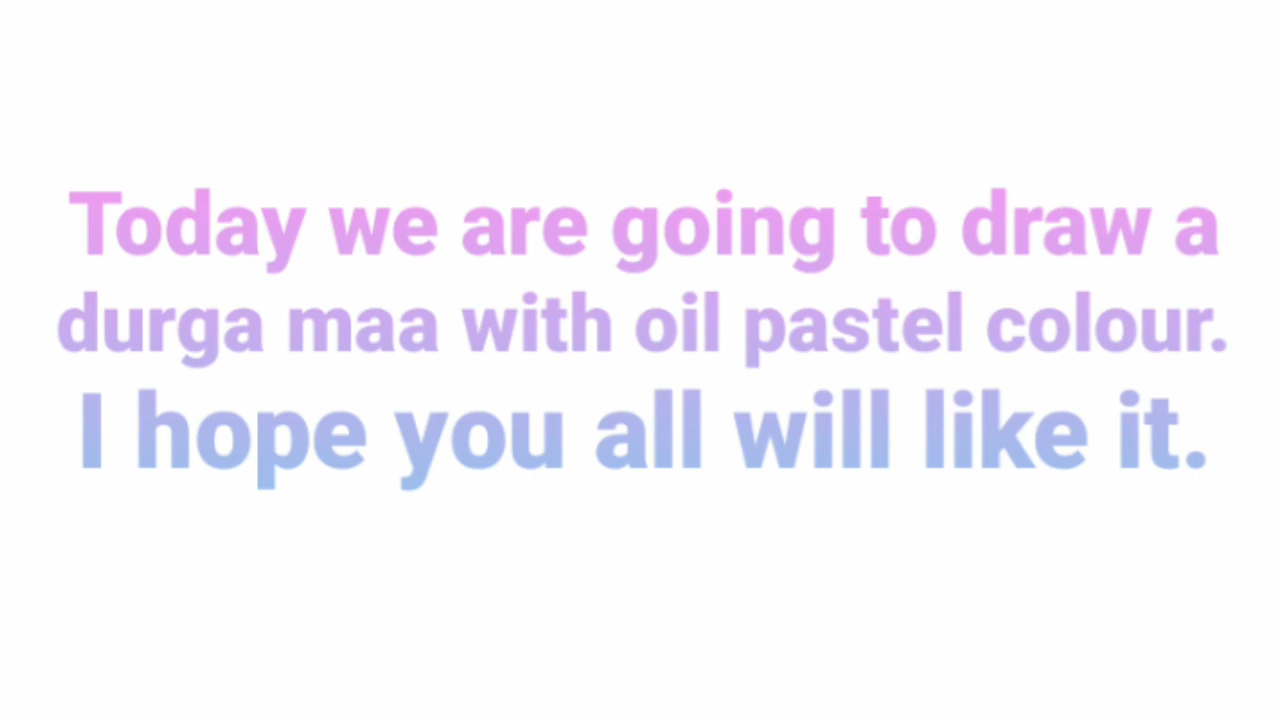 Today we are going to draw a
durga maa with oil pastel colour.
I hope you all will like it.